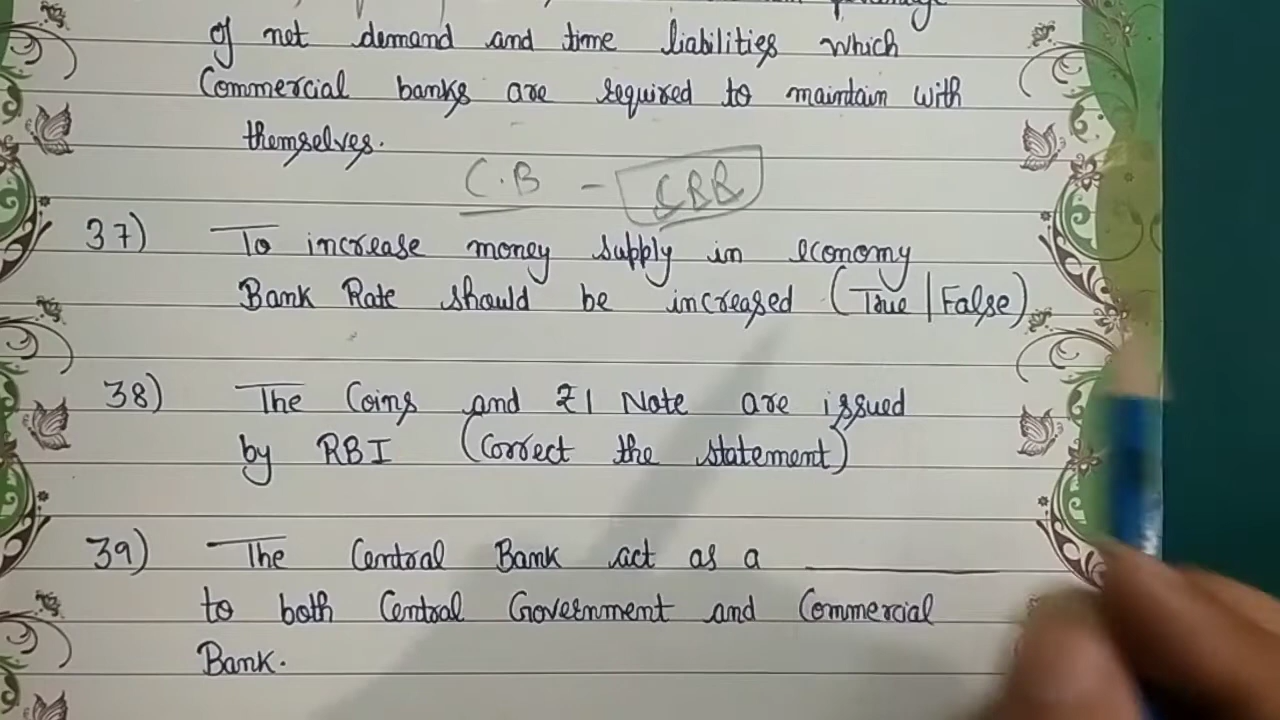 percentage
of net demand and time liabilities which
Commercial banks are required to maintain with
themselves.
C.B - CRR
37) To increase money supply in economy
Bank Rate should be increased (True | False)
38) The Coins and ₹1 Note are issued
by RBI (Correct the statement)
39) The Central Bank act as a ________
to both Central Government and Commercial
Bank.